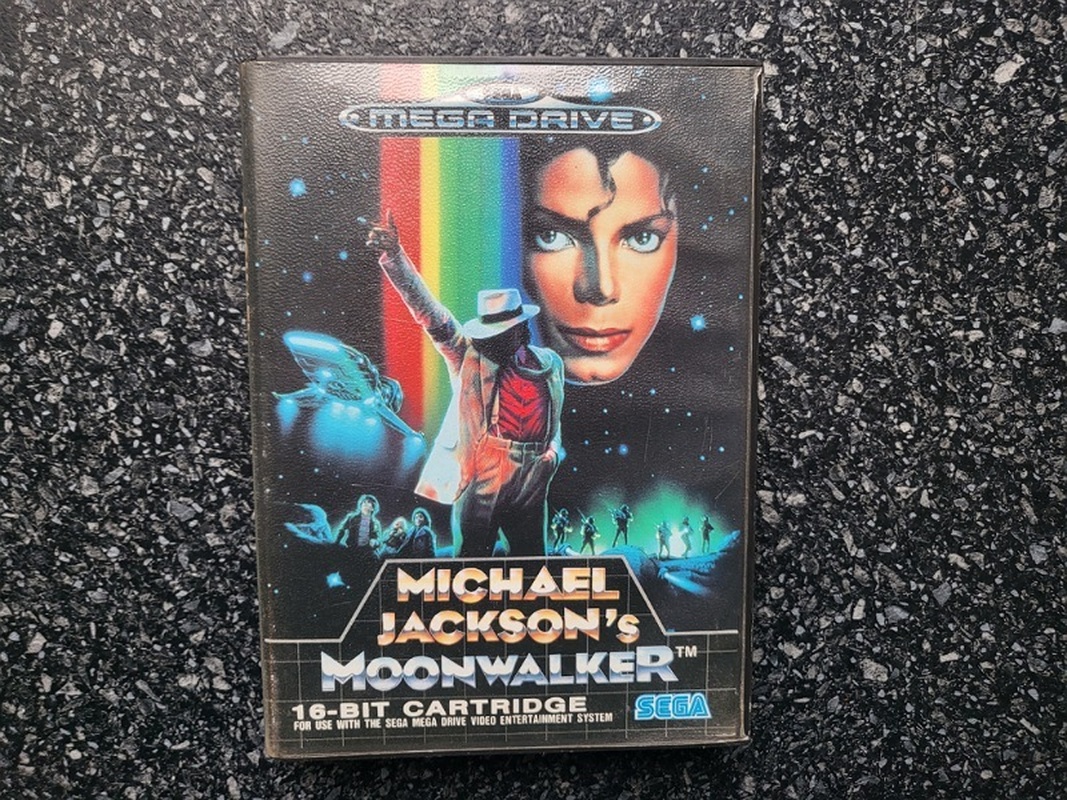 MEGA DRIVE
MICHAEL
JACKSON's
MOONWALKER™
16-BIT CARTRIDGE
FOR USE WITH THE SEGA MEGA DRIVE VIDEO ENTERTAINMENT SYSTEM
SEGA